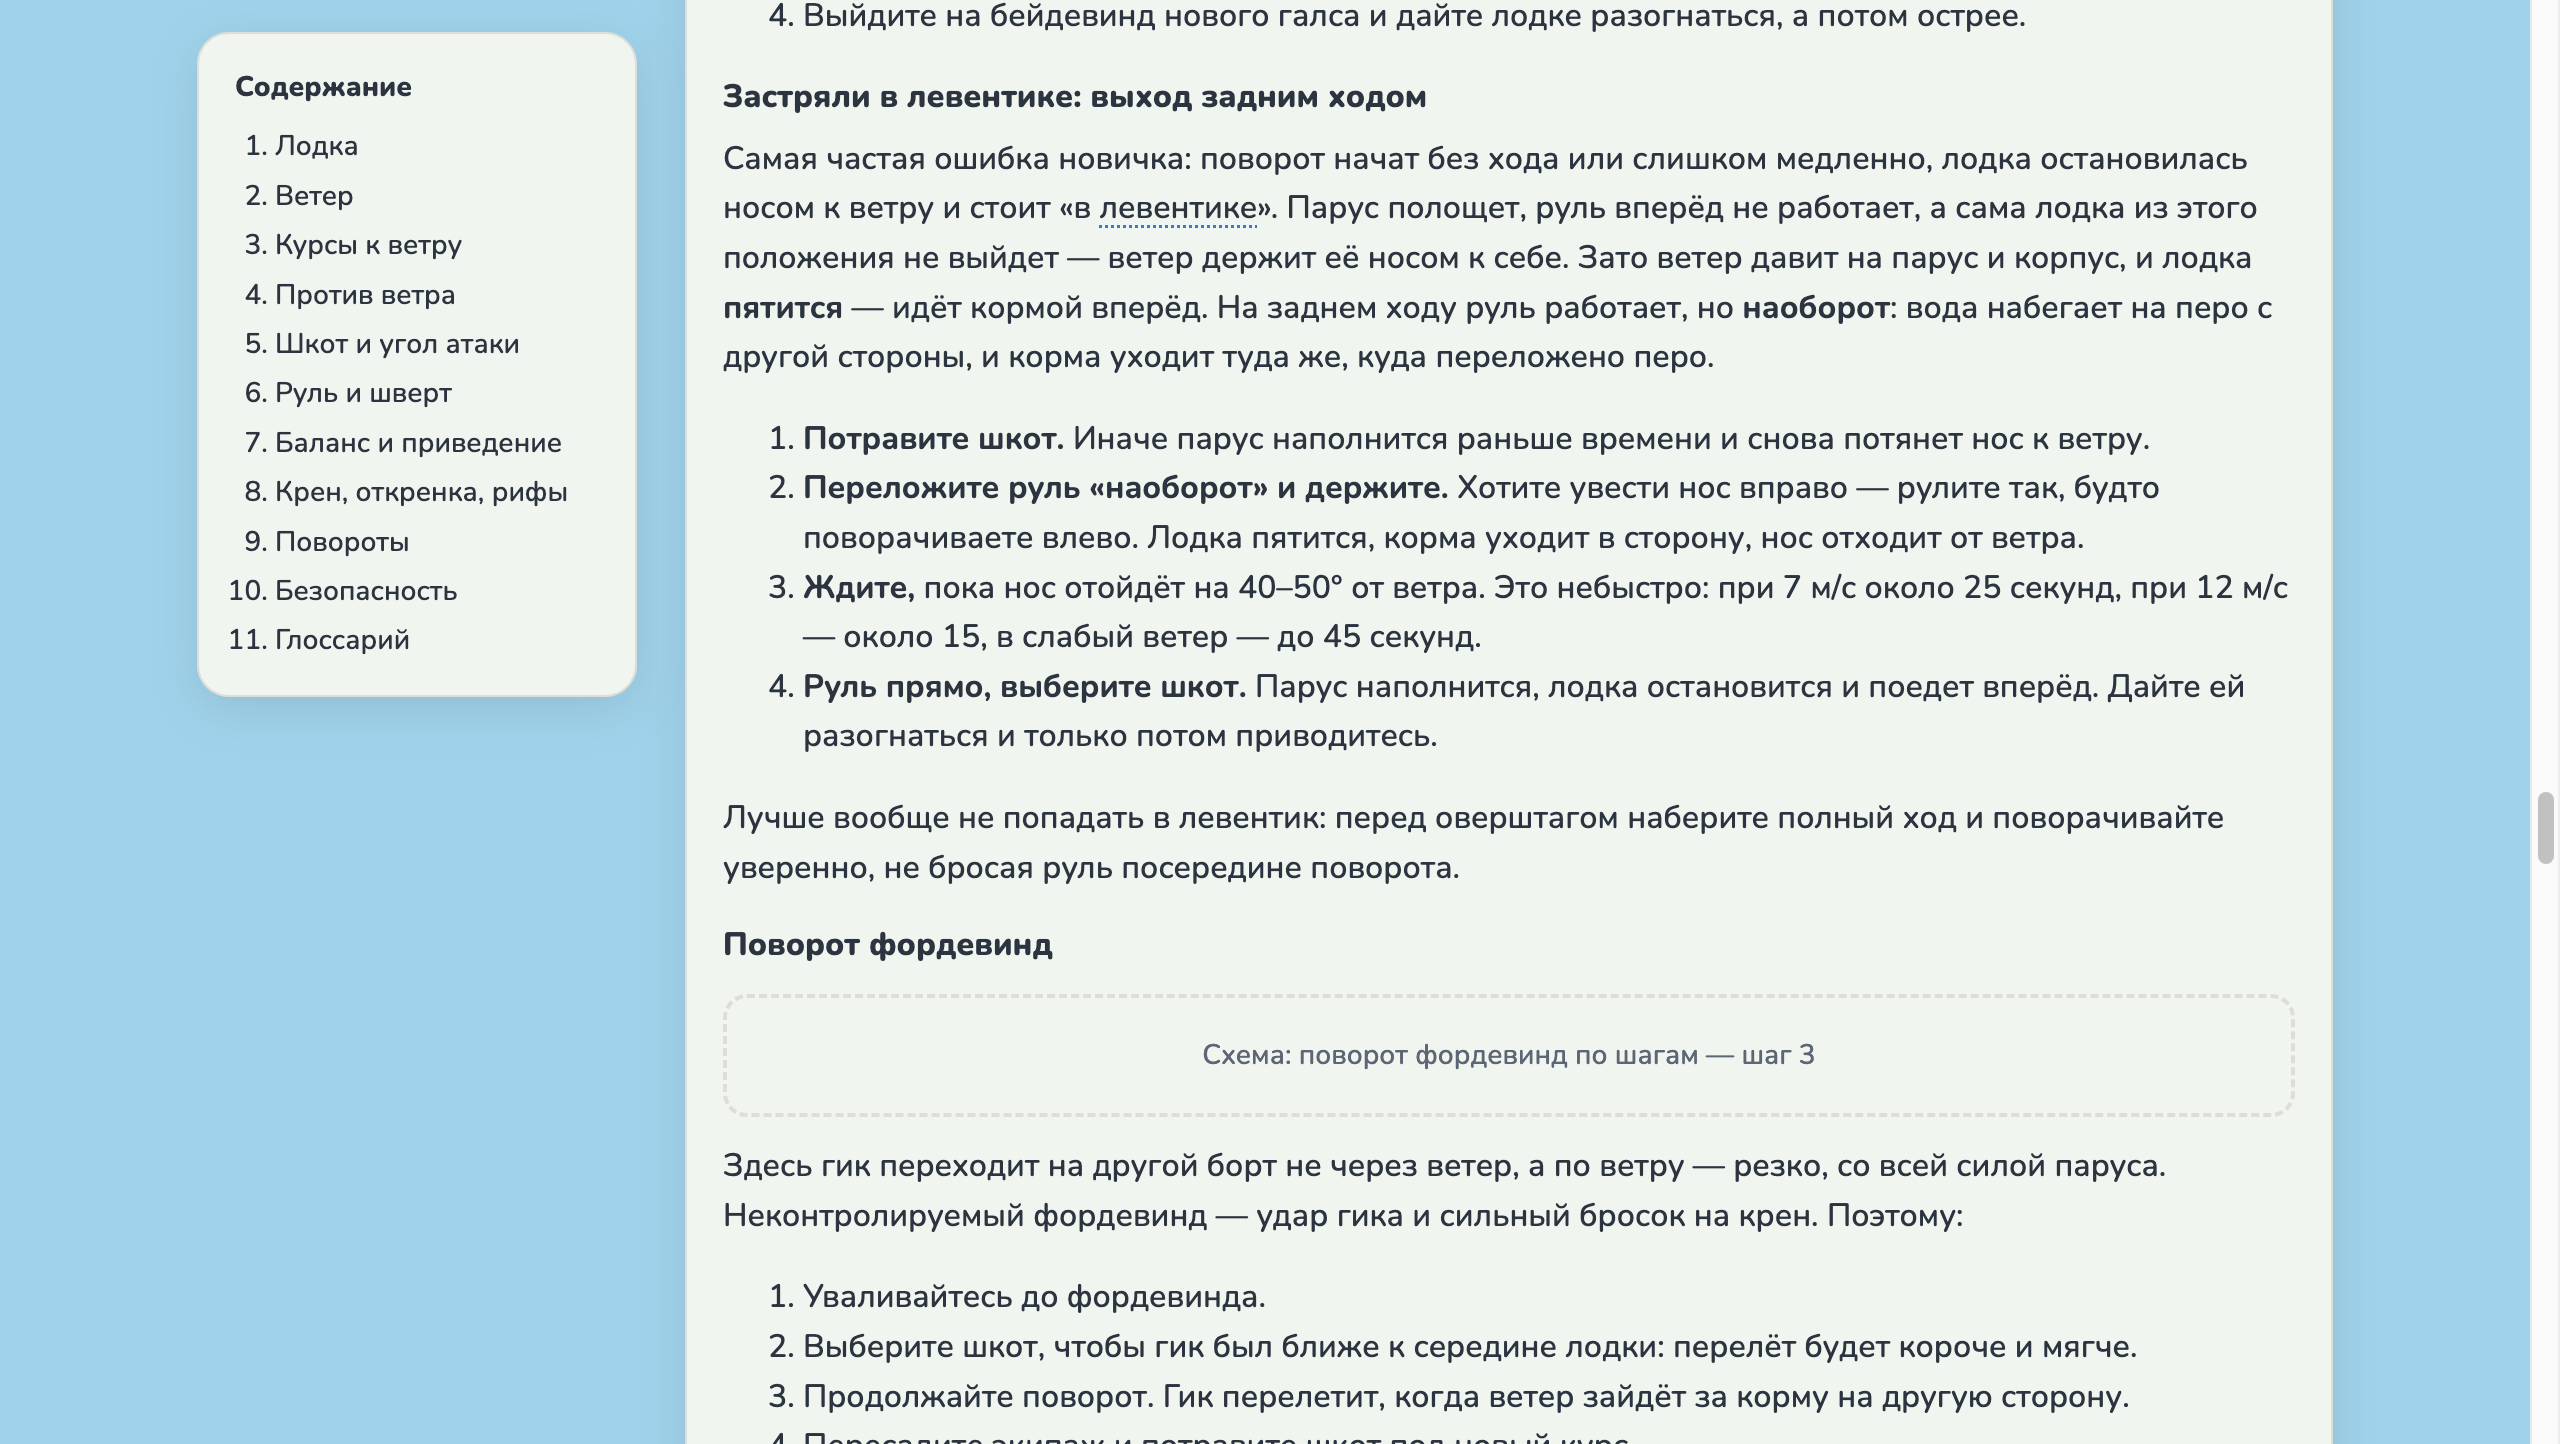 Содержание
1. Лодка
2. Ветер
3. Курсы к ветру
4. Против ветра
5. Шкот и угол атаки
6. Руль и шверт
7. Баланс и приведение
8. Крен, откренка, рифы
9. Повороты
10. Безопасность
11. Глоссарий
4. Выйдите на бейдевинд нового галса и дайте лодке разогнаться, а потом острее.
Застряли в левентике: выход задним ходом
Самая частая ошибка новичка: поворот начат без хода или слишком медленно, лодка остановилась
носом к ветру и стоит «в левентике». Парус полощет, руль вперёд не работает, а сама лодка из этого
положения не выйдет — ветер держит её носом к себе. Зато ветер давит на парус и корпус, и лодка
пятится — идёт кормой вперёд. На заднем ходу руль работает, но наоборот: вода набегает на перо с
другой стороны, и корма уходит туда же, куда переложено перо.
1. Потравите шкот. Иначе парус наполнится раньше времени и снова потянет нос к ветру.
2. Переложите руль «наоборот» и держите. Хотите увести нос вправо — рулите так, будто
поворачиваете влево. Лодка пятится, корма уходит в сторону, нос отходит от ветра.
3. Ждите, пока нос отойдёт на 40–50° от ветра. Это небыстро: при 7 м/с около 25 секунд, при 12 м/с
— около 15, в слабый ветер — до 45 секунд.
4. Руль прямо, выберите шкот. Парус наполнится, лодка остановится и поедет вперёд. Дайте ей
разогнаться и только потом приводитесь.
Лучше вообще не попадать в левентик: перед оверштагом наберите полный ход и поворачивайте
уверенно, не бросая руль посередине поворота.
Поворот фордевинд
Схема: поворот фордевинд по шагам — шаг 3
Здесь гик переходит на другой борт не через ветер, а по ветру — резко, со всей силой паруса.
Неконтролируемый фордевинд — удар гика и сильный бросок на крен. Поэтому:
1. Уваливайтесь до фордевинда.
2. Выберите шкот, чтобы гик был ближе к середине лодки: перелёт будет короче и мягче.
3. Продолжайте поворот. Гик перелетит, когда ветер зайдёт за корму на другую сторону.
4. Пересадите экипаж и потравите шкот под новый курс.